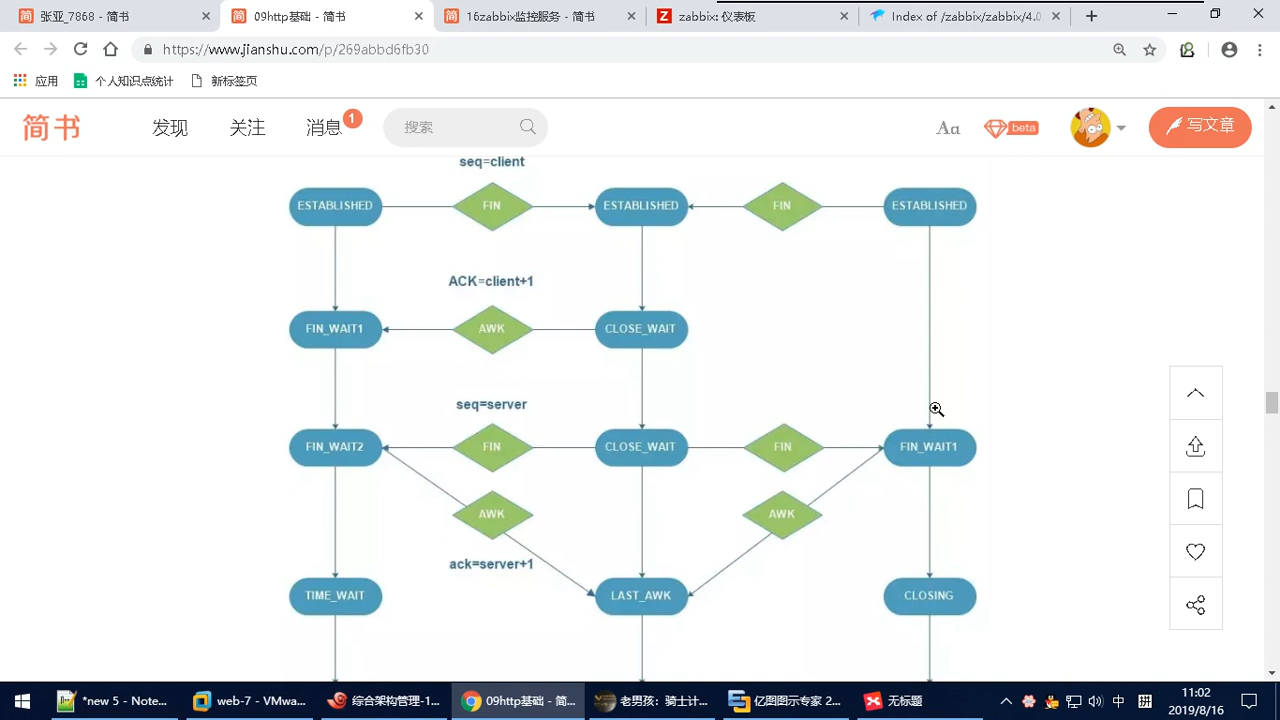 张亚_7868 - 简书
09http基础 - 简书
16zabbix监控服务 - 简书
zabbix: 仪表板
Index of /zabbix/zabbix/4.0
https://www.jianshu.com/p/269abbd6fb30
应用
个人知识点统计
新标签页
简书
发现
关注
消息
1
搜索
Aa
beta
写文章
seq=client
ESTABLISHED
FIN
ESTABLISHED
FIN
ESTABLISHED
ACK=client+1
FIN_WAIT1
AWK
CLOSE_WAIT
seq=server
FIN_WAIT2
FIN
CLOSE_WAIT
FIN
FIN_WAIT1
AWK
AWK
ack=server+1
TIME_WAIT
LAST_AWK
CLOSING
*new 5 - Note...
web-7 - VMwa...
综合架构管理-1...
09http基础 - 简...
老男孩: 骑士计...
亿图图示专家 2...
无标题
中
拼
11:02
2019/8/16